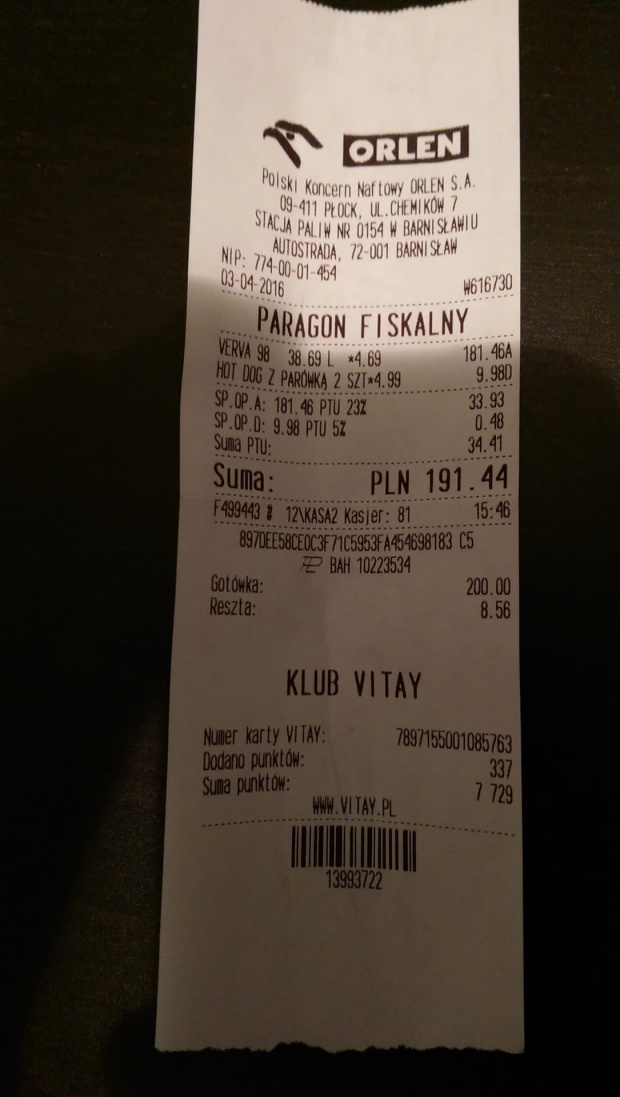 ORLEN
Polski Koncern Naftowy ORLEN S.A.
09-411 PŁOCK, UL.CHEMIKÓW 7
STACJA PALIW NR 0154 W BARNISŁAWIU
AUTOSTRADA, 72-001 BARNISŁAW
NIP: 774-00-01-454
03-04-2016 W616730
PARAGON FISKALNY
VERVA 98 38.69 L *4.69 181.46A
HOT DOG Z PARÓWKĄ 2 SZT*4.99 9.98D
SP.OP.A: 181.46 PTU 23% 33.93
SP.OP.D: 9.98 PTU 5% 0.48
Suma PTU: 34.41
Suma: PLN 191.44
F499443 # 12\KASA2 Kasjer: 81 15:46
897DEE58CE0C3F71C5953FA454698183 C5
BAH 10223534
Gotówka: 200.00
Reszta: 8.56
KLUB VITAY
Numer karty VITAY: 7897155001085763
Dodano punktów: 337
Suma punktów: 7 729
WWW.VITAY.PL
13993722